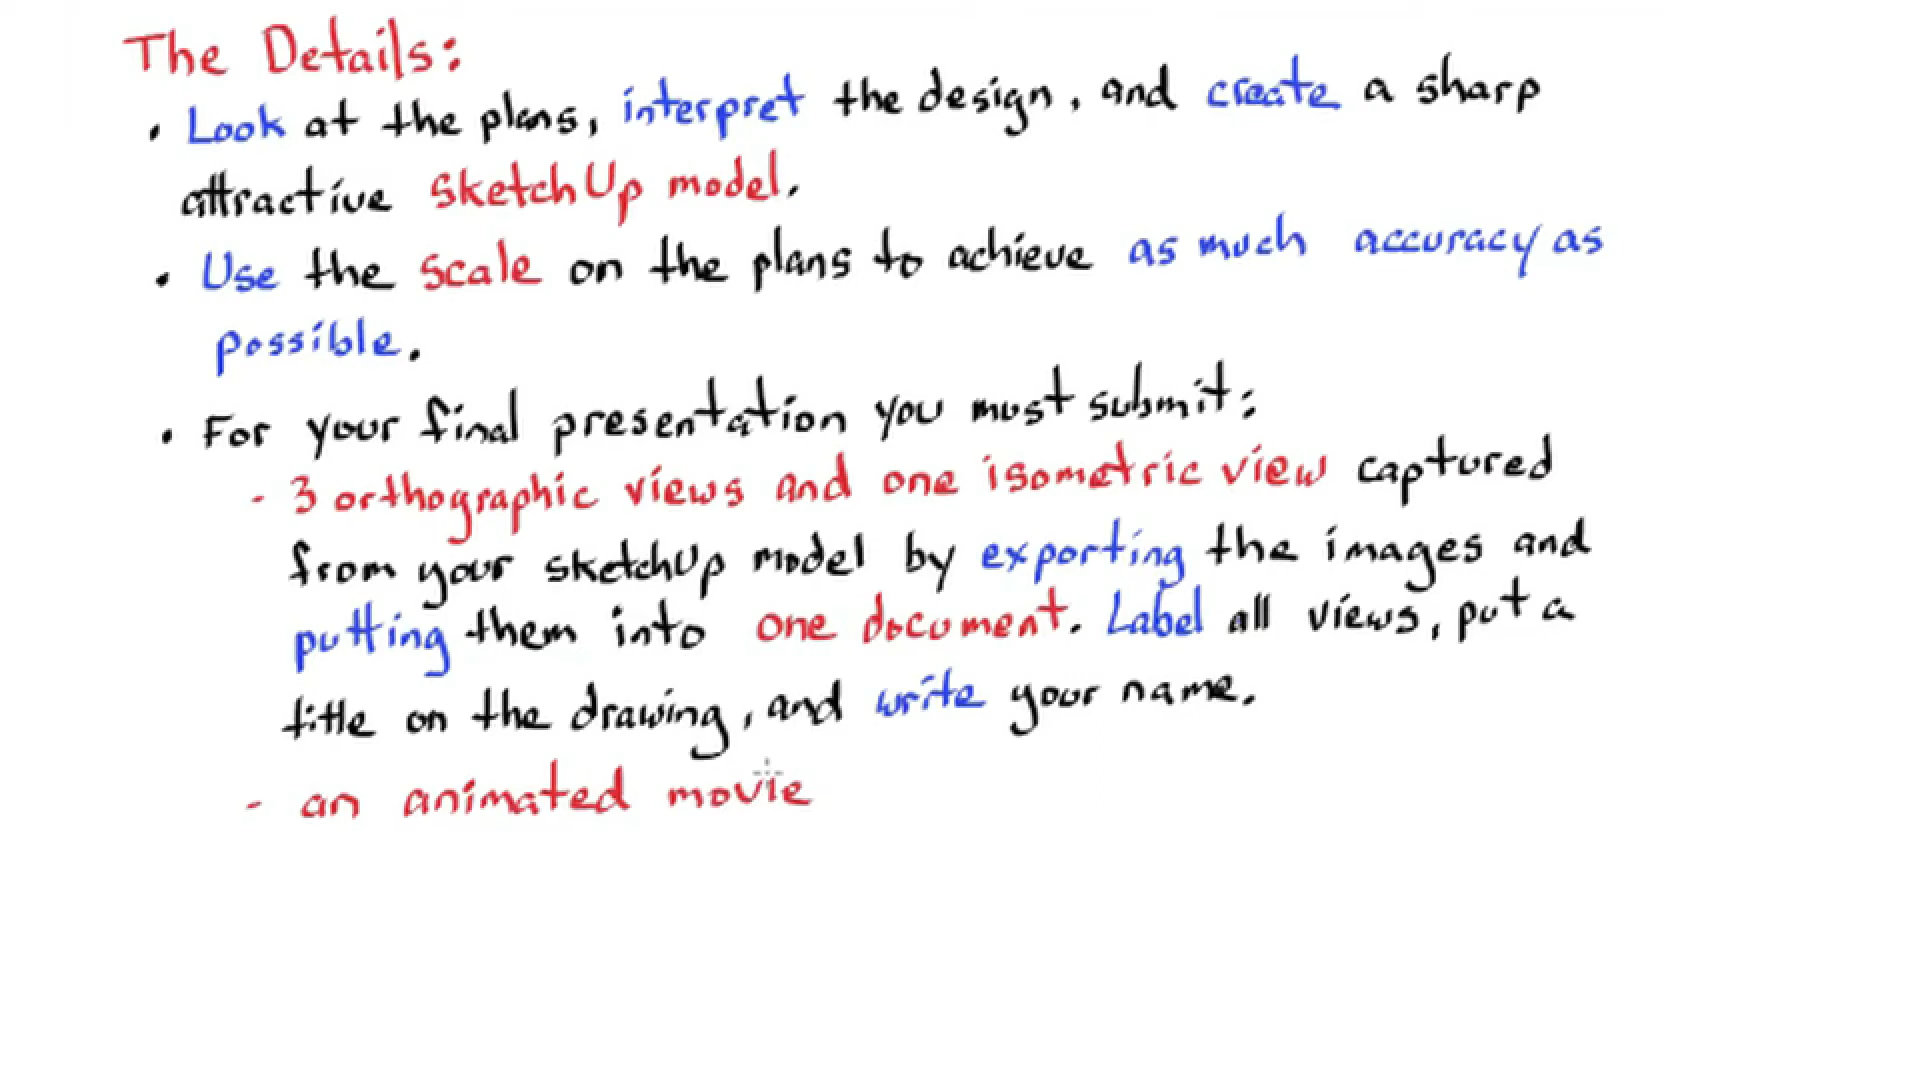 The Details:
• Look at the plans, interpret the design, and create a sharp
attractive SketchUp model.
• Use the scale on the plans to achieve as much accuracy as
possible.
• For your final presentation you must submit:
- 3 orthographic views and one isometric view captured
from your sketchUp model by exporting the images and
putting them into one document. Label all views, put a
title on the drawing, and write your name.
- an animated movie